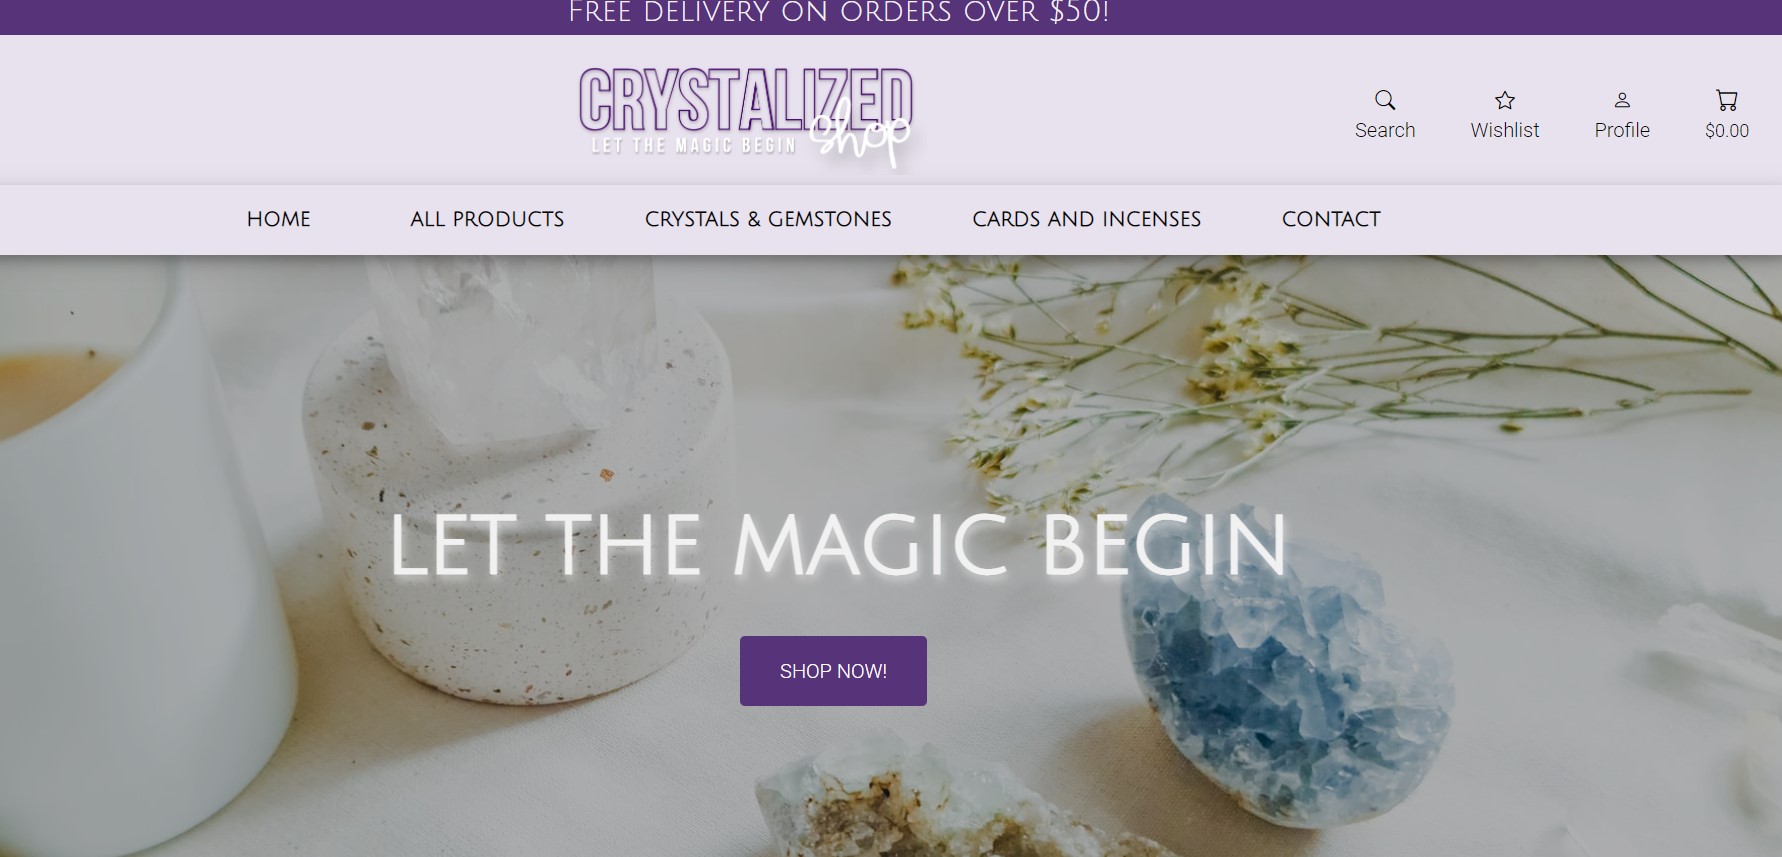 FREE DELIVERY ON ORDERS OVER $50!
CRYSTALIZED
shop
LET THE MAGIC BEGIN
Search
Wishlist
Profile
$0.00
HOME
ALL PRODUCTS
CRYSTALS & GEMSTONES
CARDS AND INCENSES
CONTACT
LET THE MAGIC BEGIN
SHOP NOW!